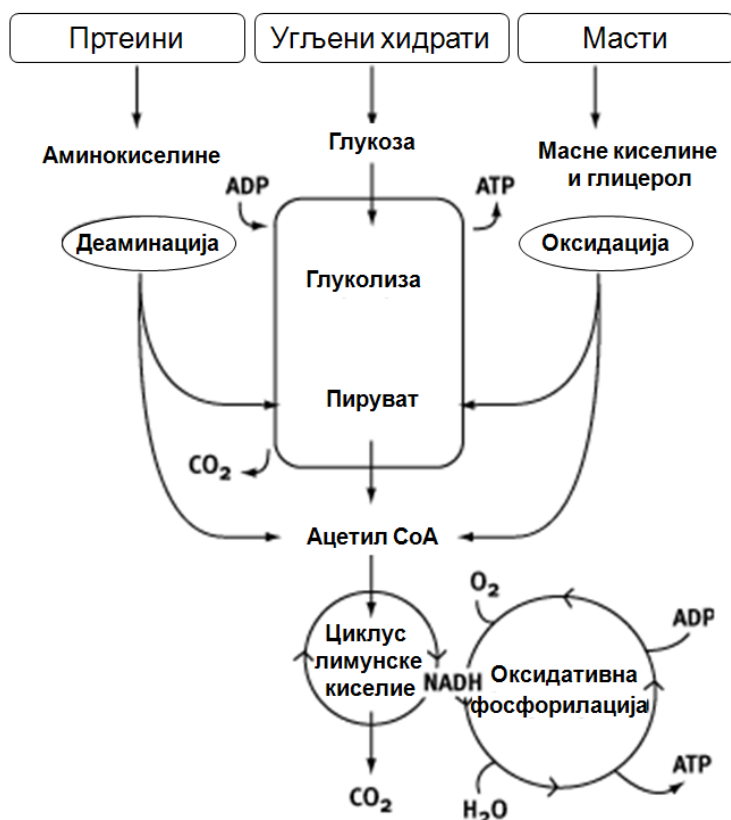 Пртеини
Угљени хидрати
Масти
Аминокиселине
Глукоза
Масне киселине
и глицерол
ADP
ATP
Деаминација
Оксидација
Глуколиза
Пируват
CO₂
Ацетил CoA
O₂
ADP
Циклус
лимунске
киселие
NADH
Оксидативна
фосфорилација
CO₂
H₂O
ATP